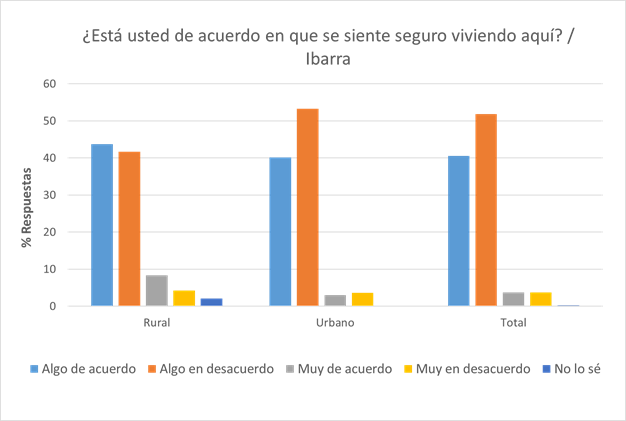 ¿Está usted de acuerdo en que se siente seguro viviendo aquí? /
Ibarra
60
50
40
30
20
10
0
% Respuestas
Rural
Urbano
Total
Algo de acuerdo
Algo en desacuerdo
Muy de acuerdo
Muy en desacuerdo
No lo sé